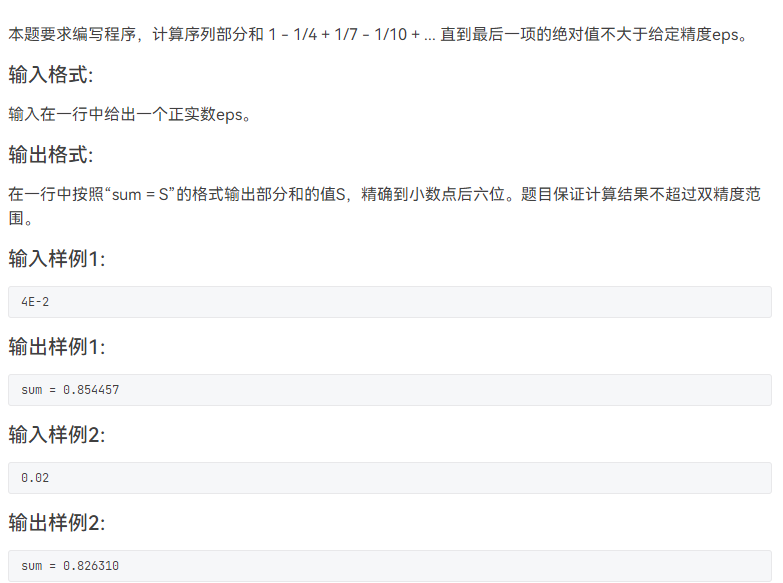 本题要求编写程序，计算序列部分和 1 - 1/4 + 1/7 - 1/10 + ... 直到最后一项的绝对值不大于给定精度eps。
输入格式:
输入在一行中给出一个正实数eps。
输出格式:
在一行中按照“sum = S”的格式输出部分和的值S，精确到小数点后六位。题目保证计算结果不超过双精度范
围。
输入样例1:
4E-2
输出样例1:
sum = 0.854457
输入样例2:
0.02
输出样例2:
sum = 0.826310